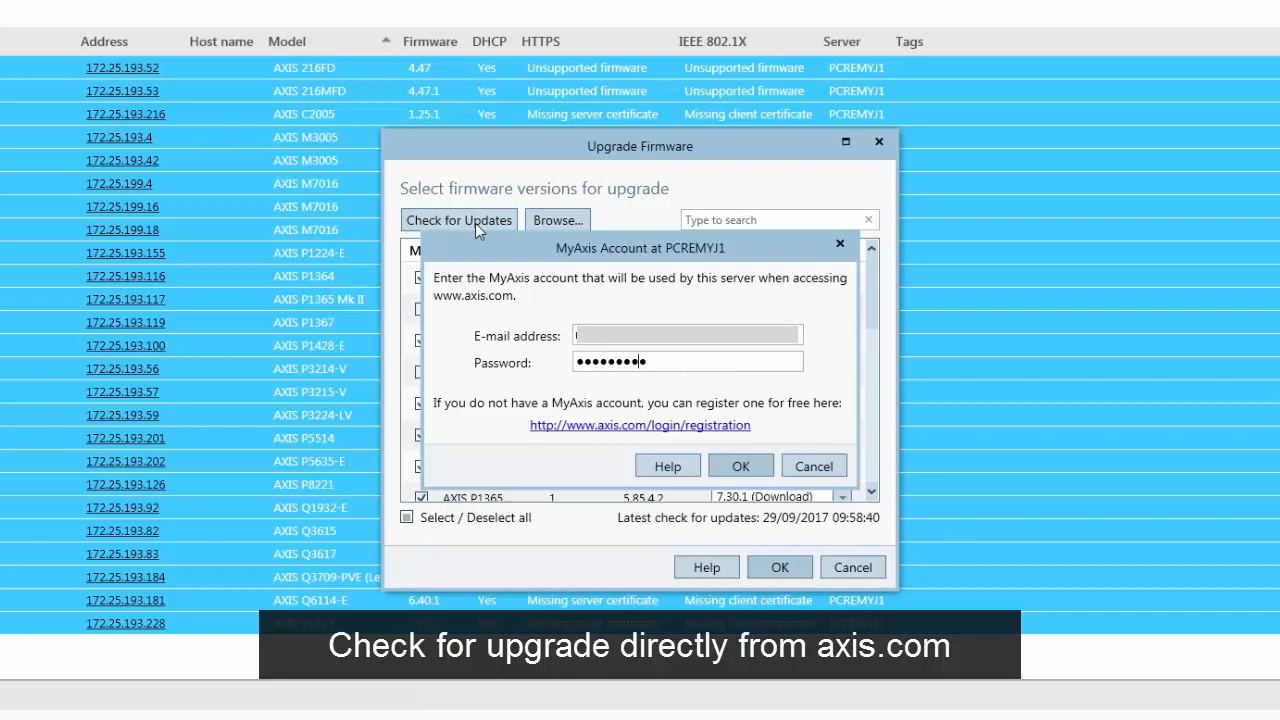 Address Host name Model Firmware DHCP HTTPS IEEE 802.1X Server Tags
172.25.193.52 AXIS 216FD 4.47 Yes Unsupported firmware Unsupported firmware PCREMYJ1
172.25.193.53 AXIS 216MFD 4.47.1 Yes Unsupported firmware Unsupported firmware PCREMYJ1
172.25.193.216 AXIS C2005 1.25.1 Yes Missing server certificate Missing client certificate PCREMYJ1
172.25.193.4 AXIS M3005
172.25.193.42 AXIS M3005
172.25.199.4 AXIS M7016
172.25.199.16 AXIS M7016
172.25.199.18 AXIS M7016
172.25.193.155 AXIS P1224-E
172.25.193.116 AXIS P1364
172.25.193.117 AXIS P1365 Mk II
172.25.193.119 AXIS P1367
172.25.193.100 AXIS P1428-E
172.25.193.56 AXIS P3214-V
172.25.193.57 AXIS P3215-V
172.25.193.59 AXIS P3224-LV
172.25.193.201 AXIS P5514
172.25.193.202 AXIS P5635-E
172.25.193.126 AXIS P8221
172.25.193.92 AXIS Q1932-E
172.25.193.82 AXIS Q3615
172.25.193.83 AXIS Q3617
172.25.193.184 AXIS Q3709-PVE (Le
172.25.193.181 AXIS Q6114-E 6.40.1 Yes Missing server certificate Missing client certificate PCREMYJ1
172.25.193.228
Upgrade Firmware
Select firmware versions for upgrade
Check for Updates Browse... Type to search
MyAxis Account at PCREMYJ1
Enter the MyAxis account that will be used by this server when accessing
www.axis.com.
E-mail address:
Password: ●●●●●●●●●
If you do not have a MyAxis account, you can register one for free here:
http://www.axis.com/login/registration
Help OK Cancel
AXIS P1365... 1 5.85.4.2 7.30.1 (Download)
Select / Deselect all Latest check for updates: 29/09/2017 09:58:40
Help OK Cancel
Check for upgrade directly from axis.com